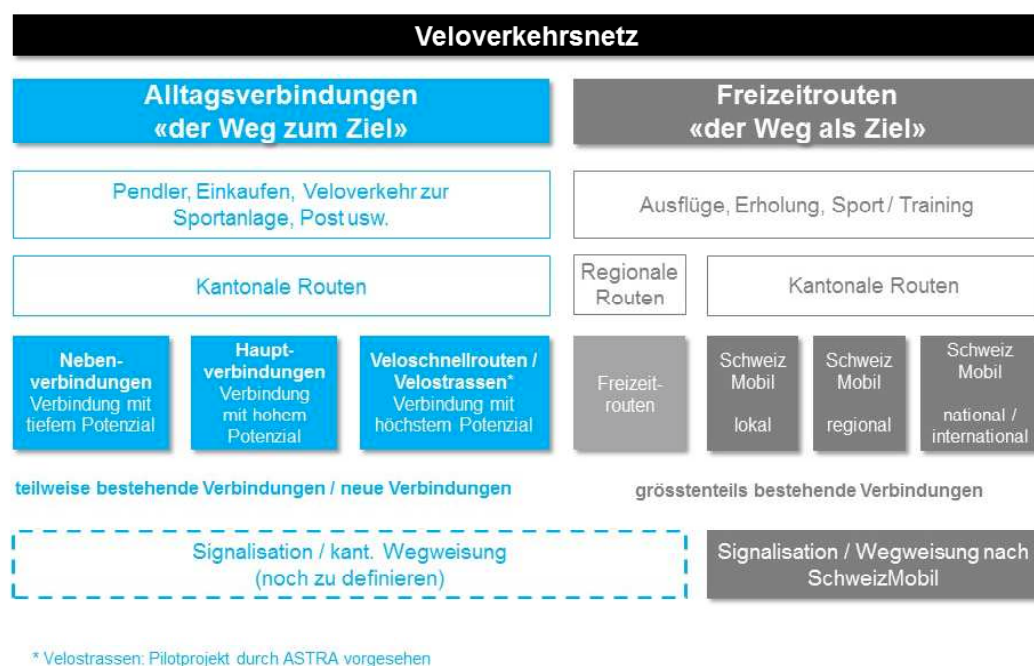 Veloverkehrsnetz
Alltagsverbindungen
«der Weg zum Ziel»
Freizeitrouten
«der Weg als Ziel»
Pendler, Einkaufen, Veloverkehr zur
Sportanlage, Post usw.
Ausflüge, Erholung, Sport / Training
Kantonale Routen
Regionale
Routen
Kantonale Routen
Neben-
verbindungen
Verbindung mit
tiefem Potenzial
Haupt-
verbindungen
Verbindung
mit hohem
Potenzial
Veloschnellrouten /
Velostrassen*
Verbindung mit
höchstem Potenzial
Freizeit-
routen
Schweiz
Mobil
lokal
Schweiz
Mobil
regional
Schweiz
Mobil
national /
international
teilweise bestehende Verbindungen / neue Verbindungen
grösstenteils bestehende Verbindungen
Signalisation / kant. Wegweisung
(noch zu definieren)
Signalisation / Wegweisung nach
SchweizMobil
* Velostrassen: Pilotprojekt durch ASTRA vorgesehen